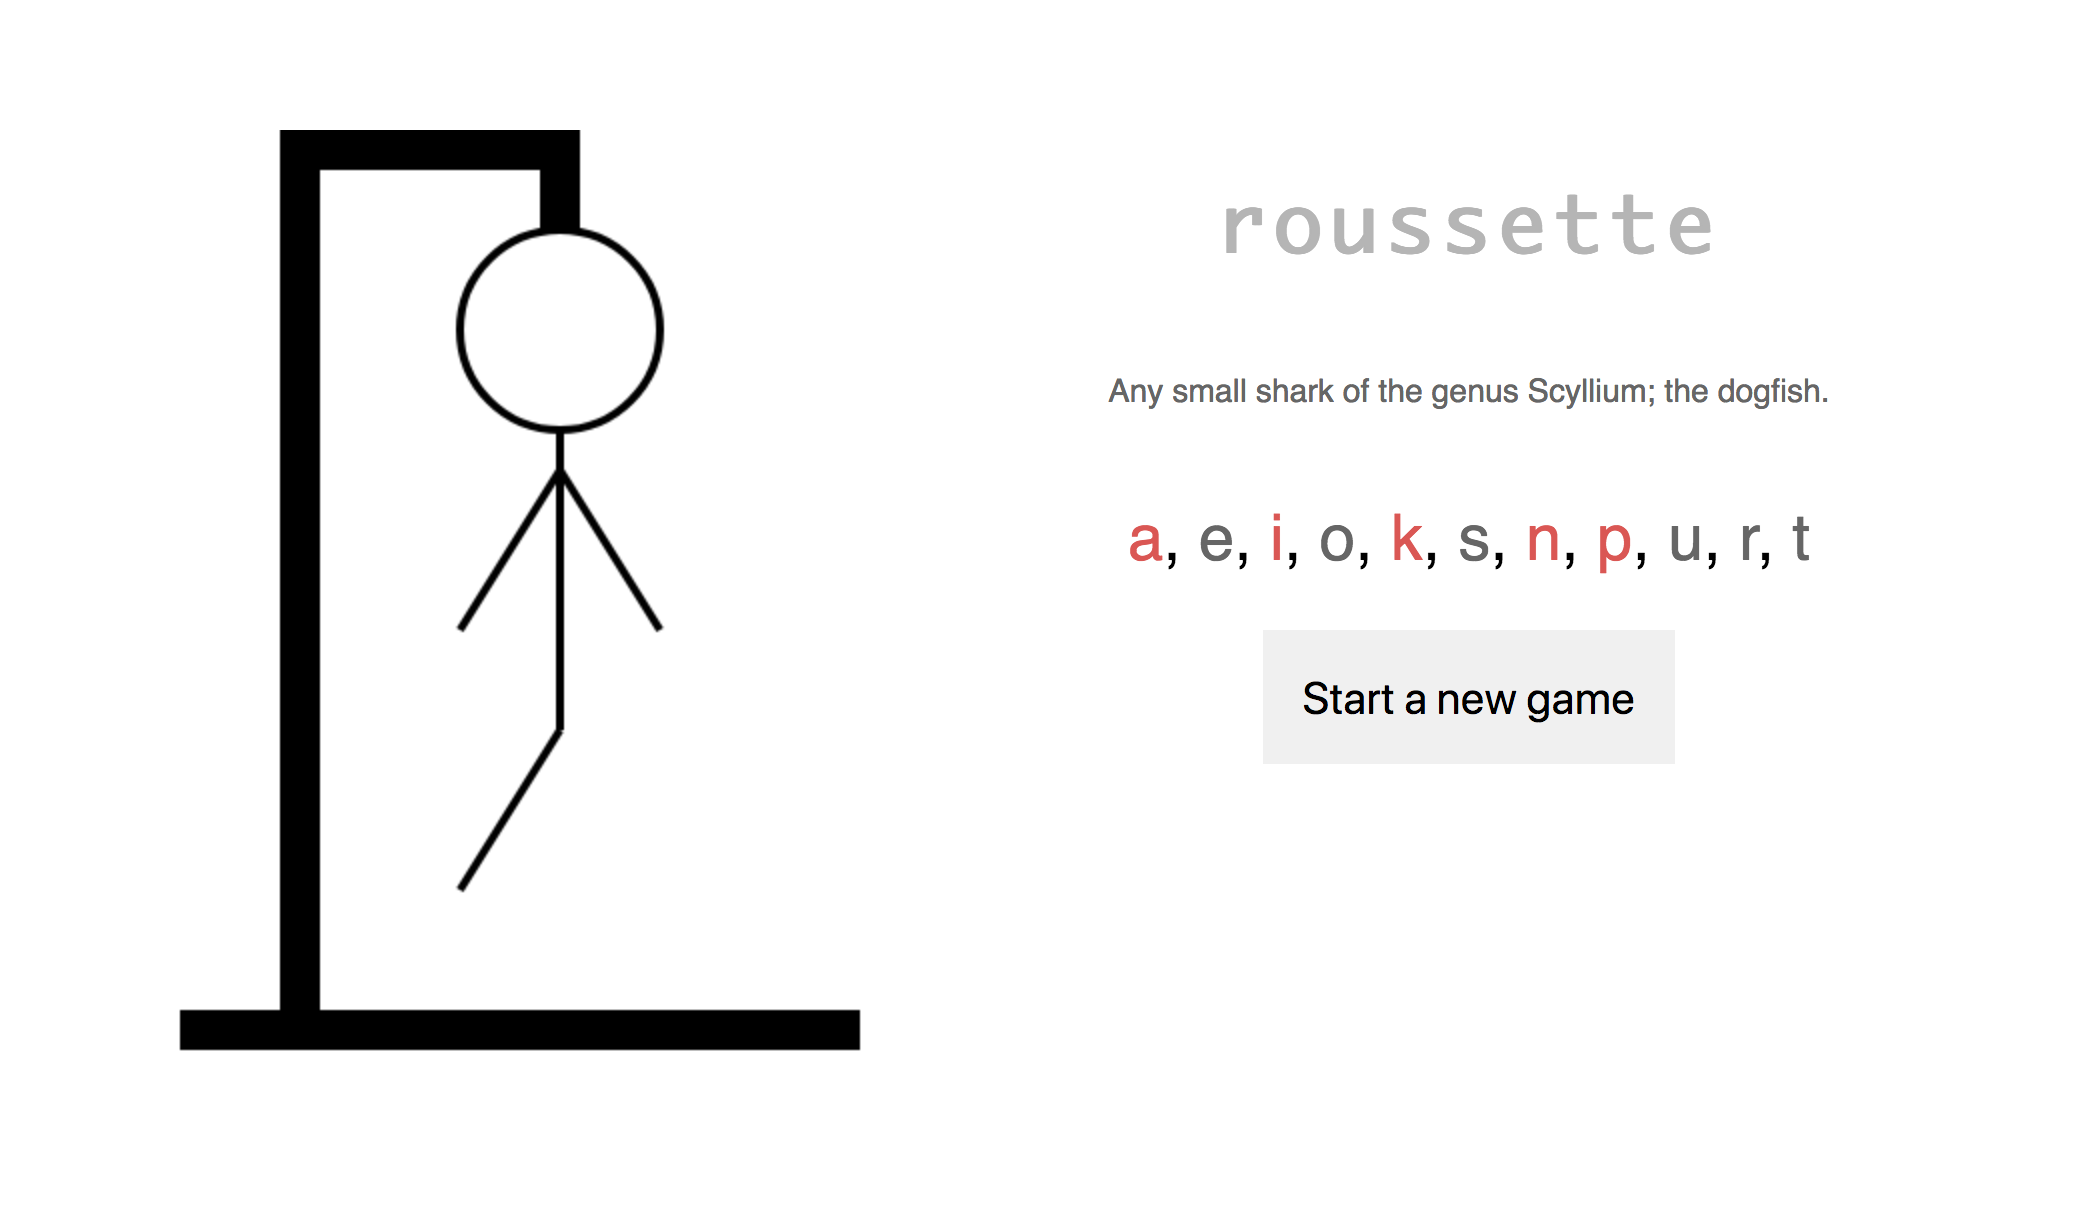 roussette
Any small shark of the genus Scyllium; the dogfish.
a, e, i, o, k, s, n, p, u, r, t
Start a new game